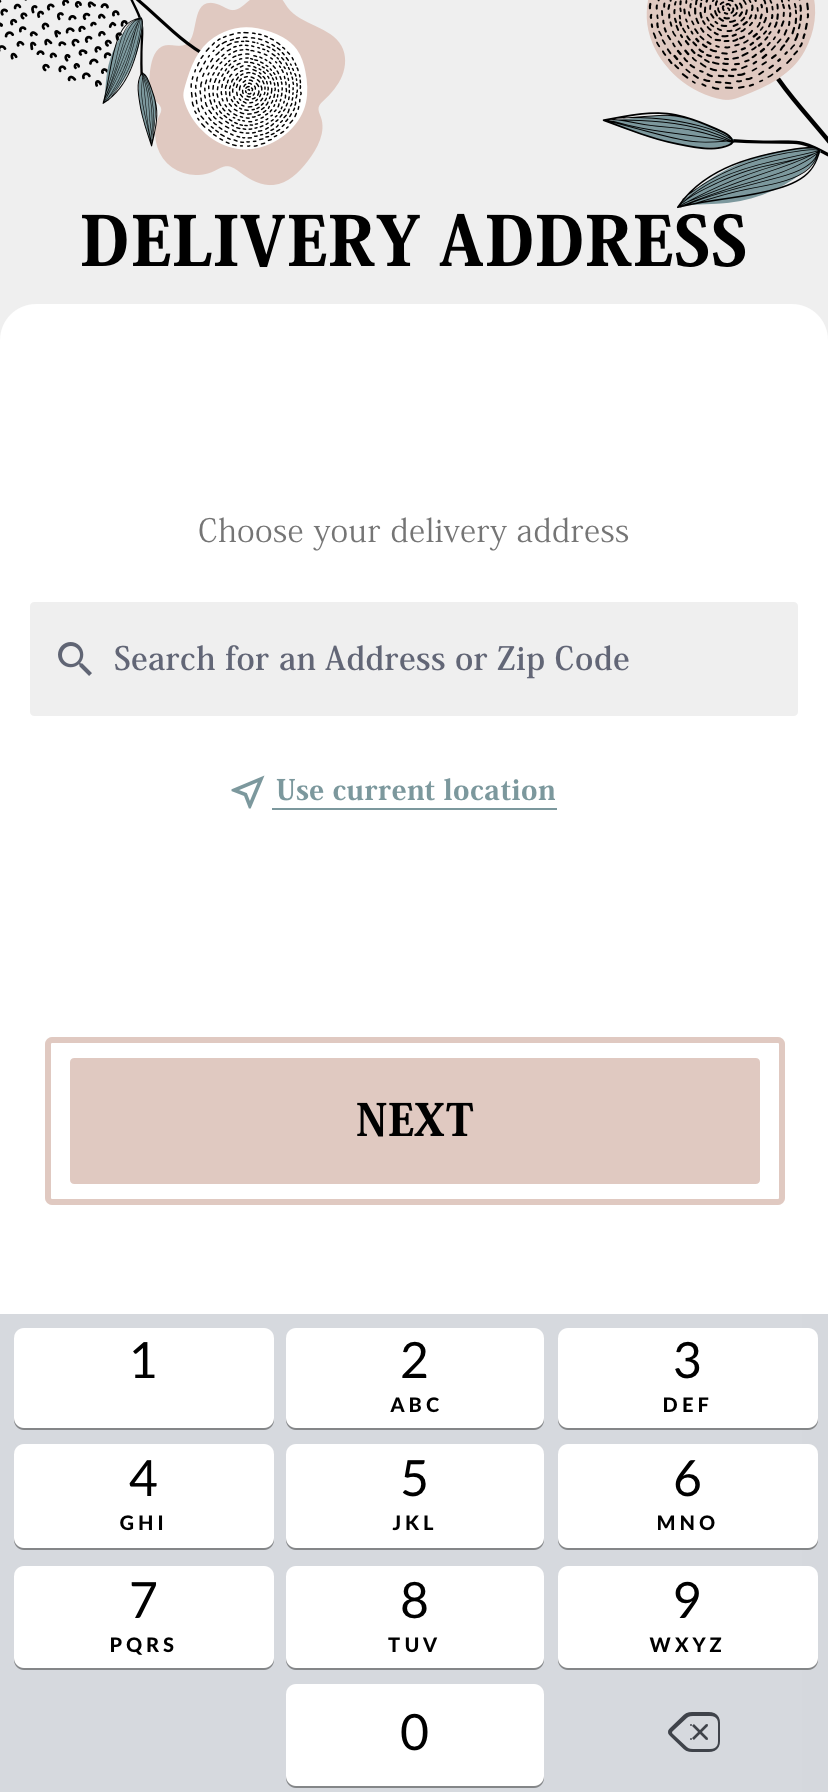 DELIVERY ADDRESS
Choose your delivery address
Search for an Address or Zip Code
Use current location
NEXT
1 2 3
ABC DEF
4 5 6
GHI JKL MNO
7 8 9
PQRS TUV WXYZ
0